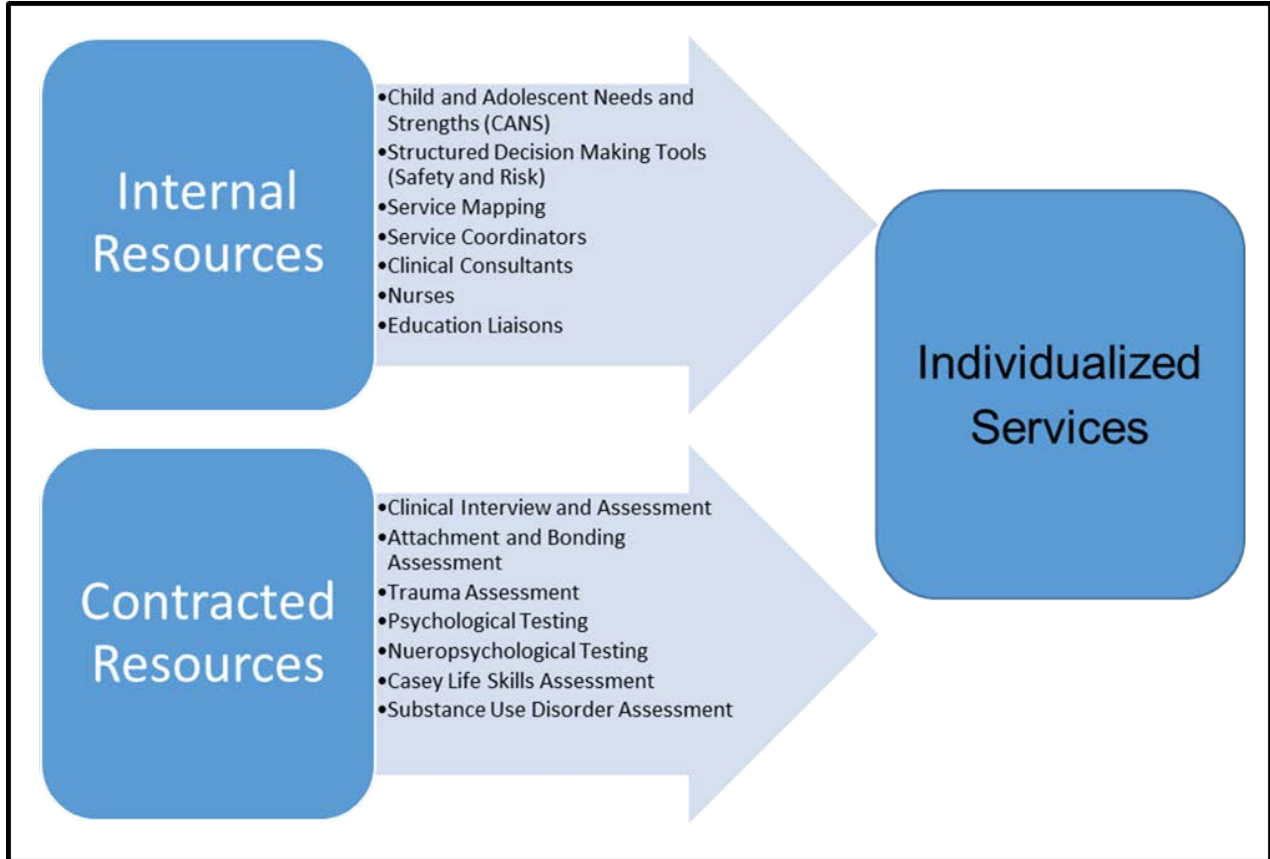 Internal
Resources
•Child and Adolescent Needs and
Strengths (CANS)
•Structured Decision Making Tools
(Safety and Risk)
•Service Mapping
•Service Coordinators
•Clinical Consultants
•Nurses
•Education Liaisons
Contracted
Resources
•Clinical Interview and Assessment
•Attachment and Bonding
Assessment
•Trauma Assessment
•Psychological Testing
•Nueropsychological Testing
•Casey Life Skills Assessment
•Substance Use Disorder Assessment
Individualized
Services